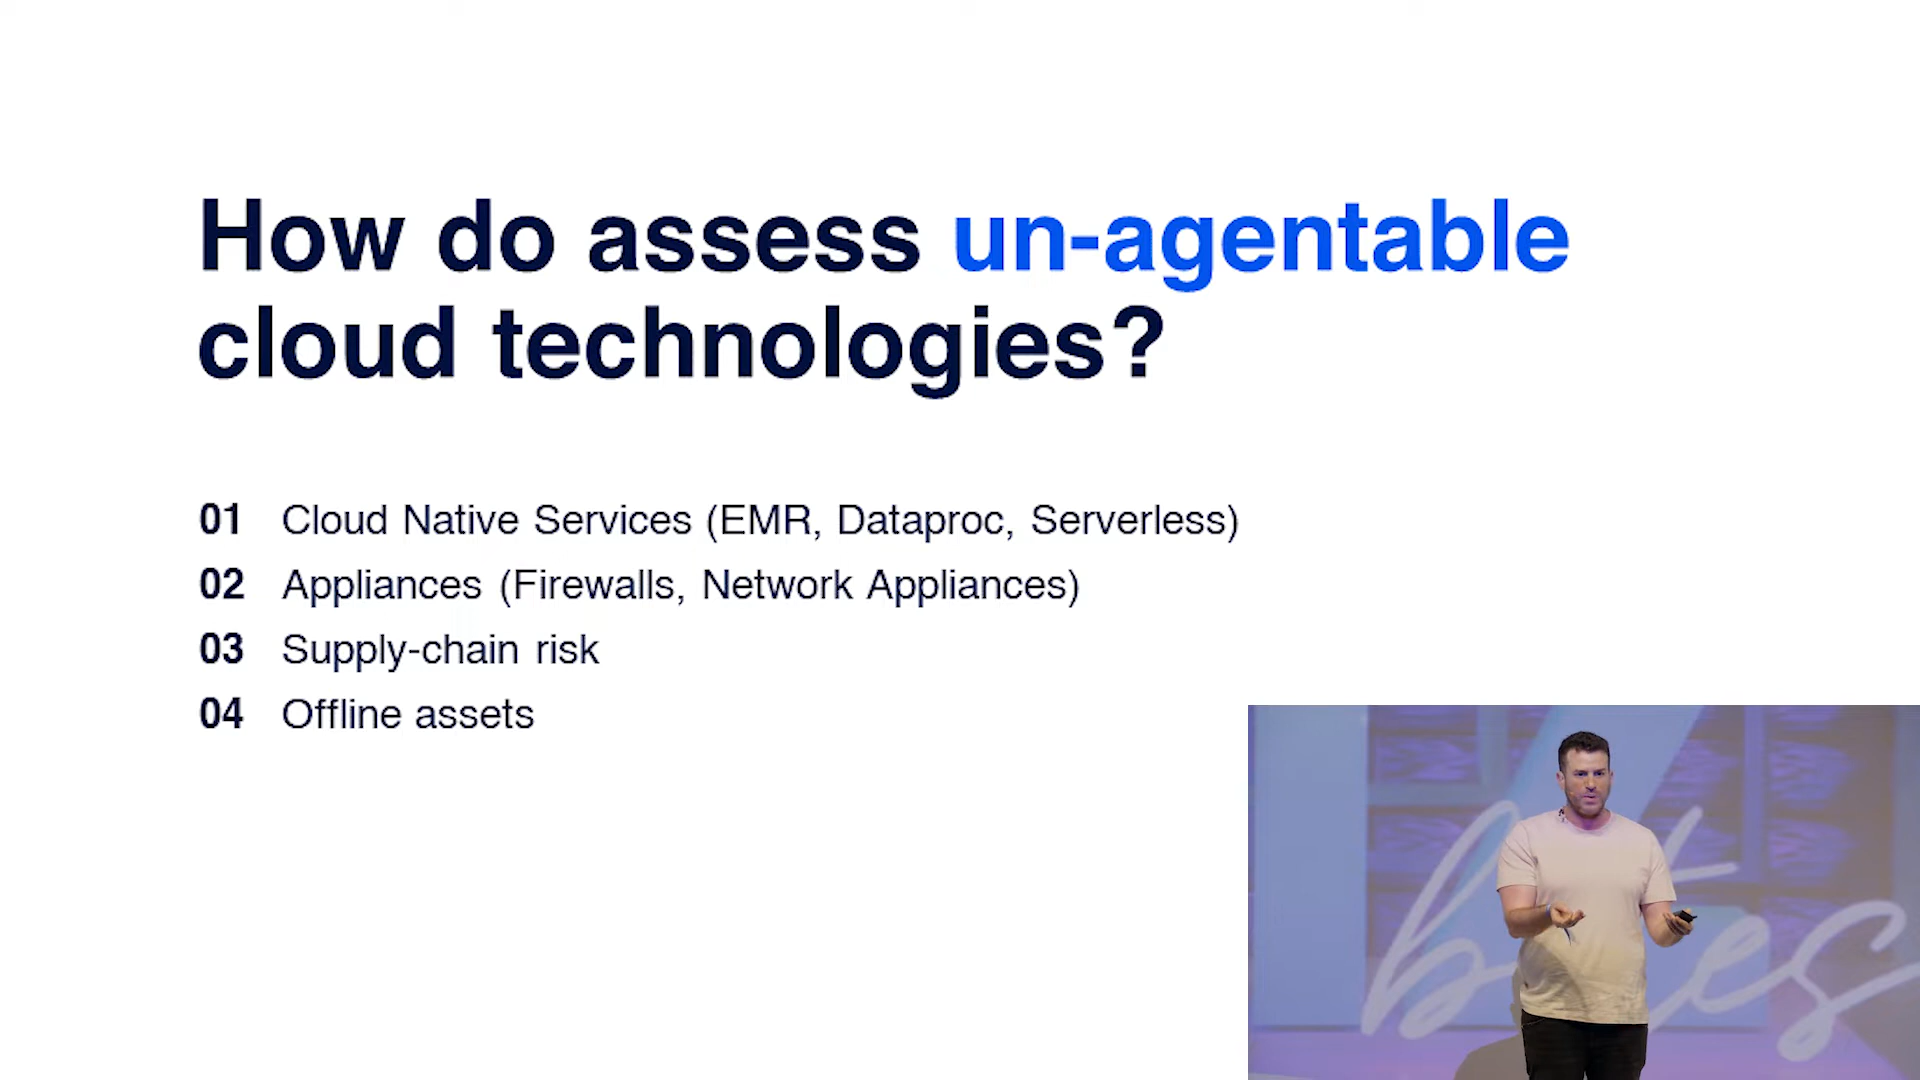 How do assess un-agentable
cloud technologies?
01 Cloud Native Services (EMR, Dataproc, Serverless)
02 Appliances (Firewalls, Network Appliances)
03 Supply-chain risk
04 Offline assets